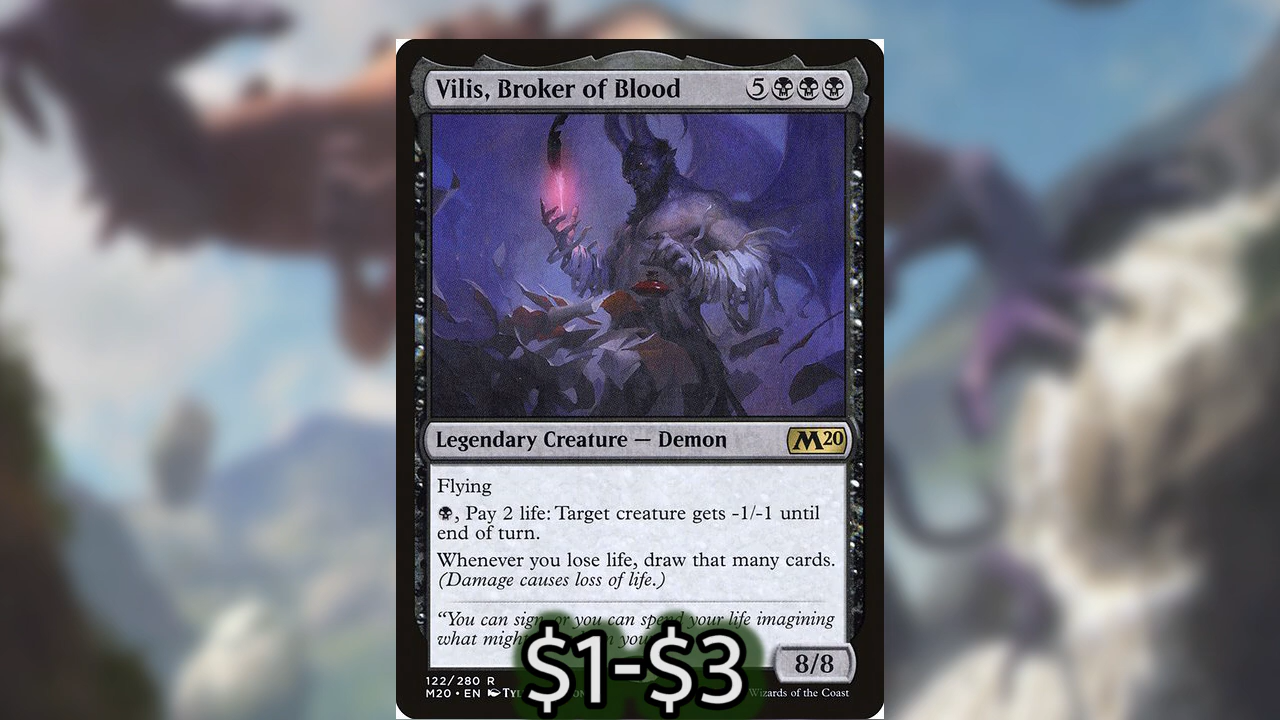 Vilis, Broker of Blood 5
Legendary Creature — Demon M20
Flying
, Pay 2 life: Target creature gets -1/-1 until
end of turn.
Whenever you lose life, draw that many cards.
(Damage causes loss of life.)
“You can sign, or you can spend your life imagining
what
$1-$3
8/8
122/280 R
M20 • EN
Wizards of the Coast